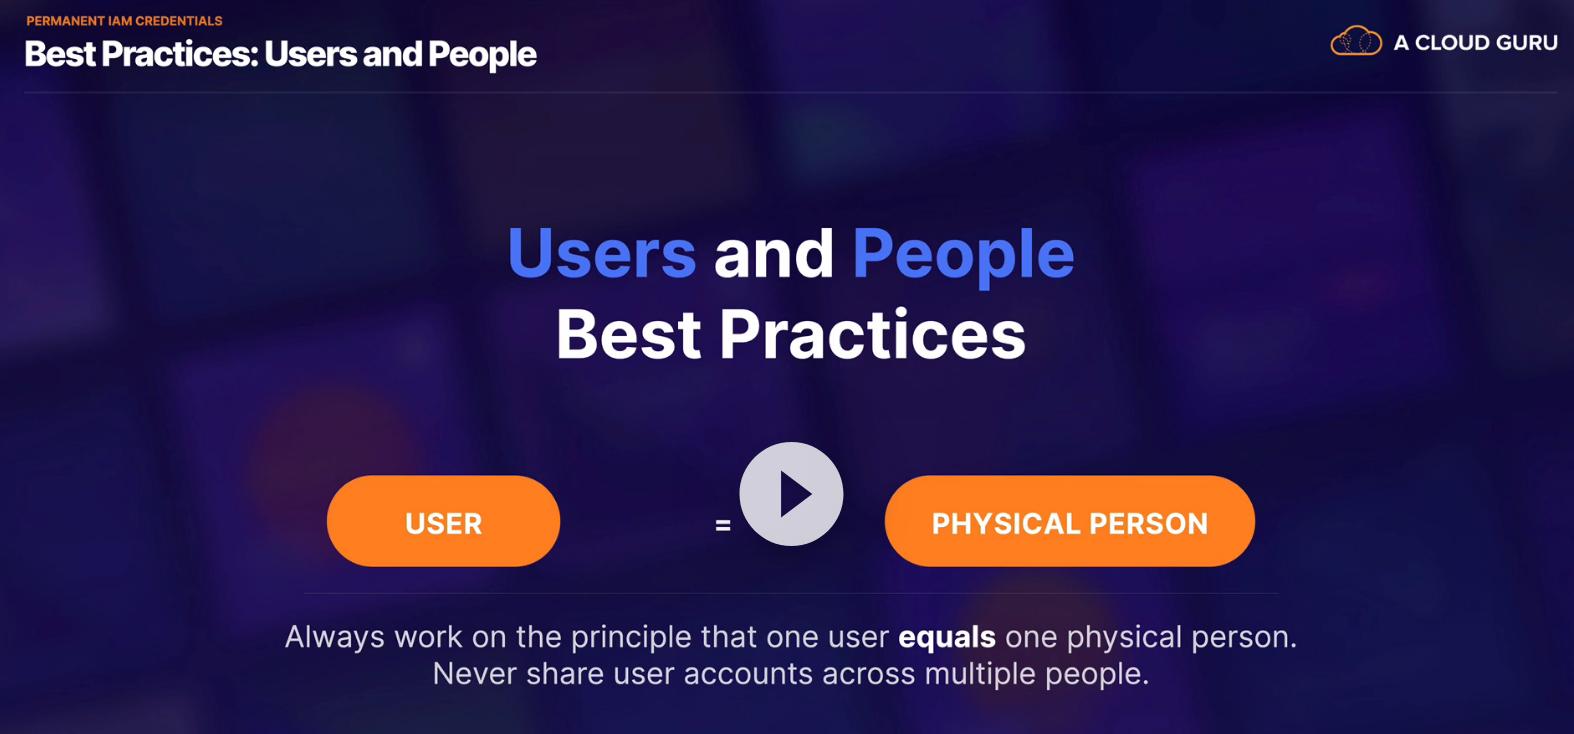 PERMANENT IAM CREDENTIALS
Best Practices: Users and People
A CLOUD GURU
Users and People
Best Practices
USER = PHYSICAL PERSON
Always work on the principle that one user equals one physical person.
Never share user accounts across multiple people.